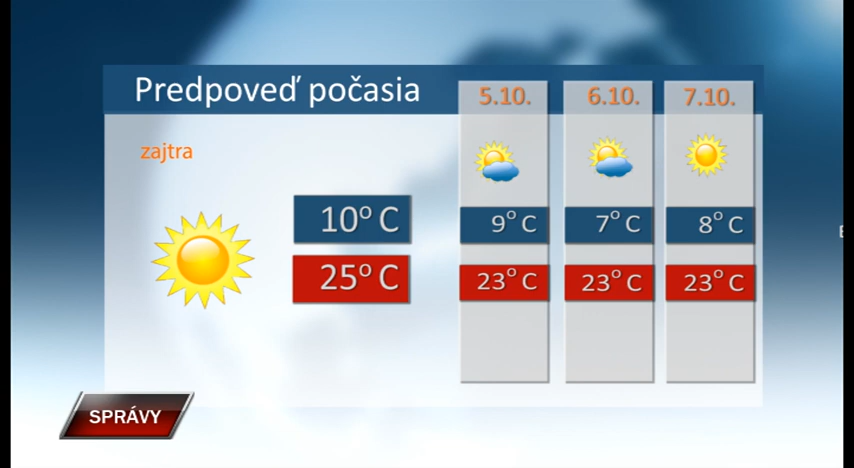 Predpoveď počasia
zajtra
10° C
25° C
5.10.
9° C
23° C
6.10.
7° C
23° C
7.10.
8° C
23° C
SPRÁVY